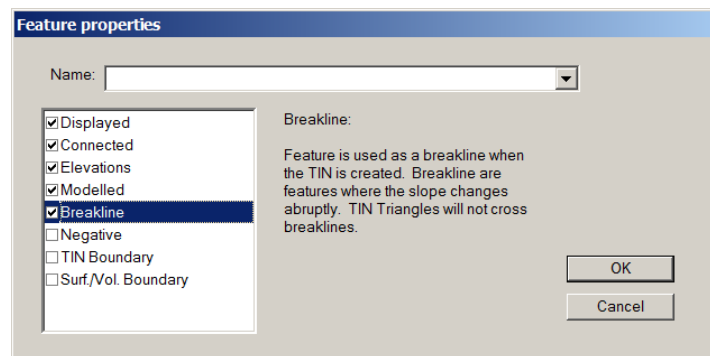 Feature properties
Name:
Displayed
Connected
Elevations
Modelled
Breakline
Negative
TIN Boundary
Surf./Vol. Boundary
Breakline:
Feature is used as a breakline when
the TIN is created. Breakline are
features where the slope changes
abruptly. TIN Triangles will not cross
breaklines.
OK
Cancel